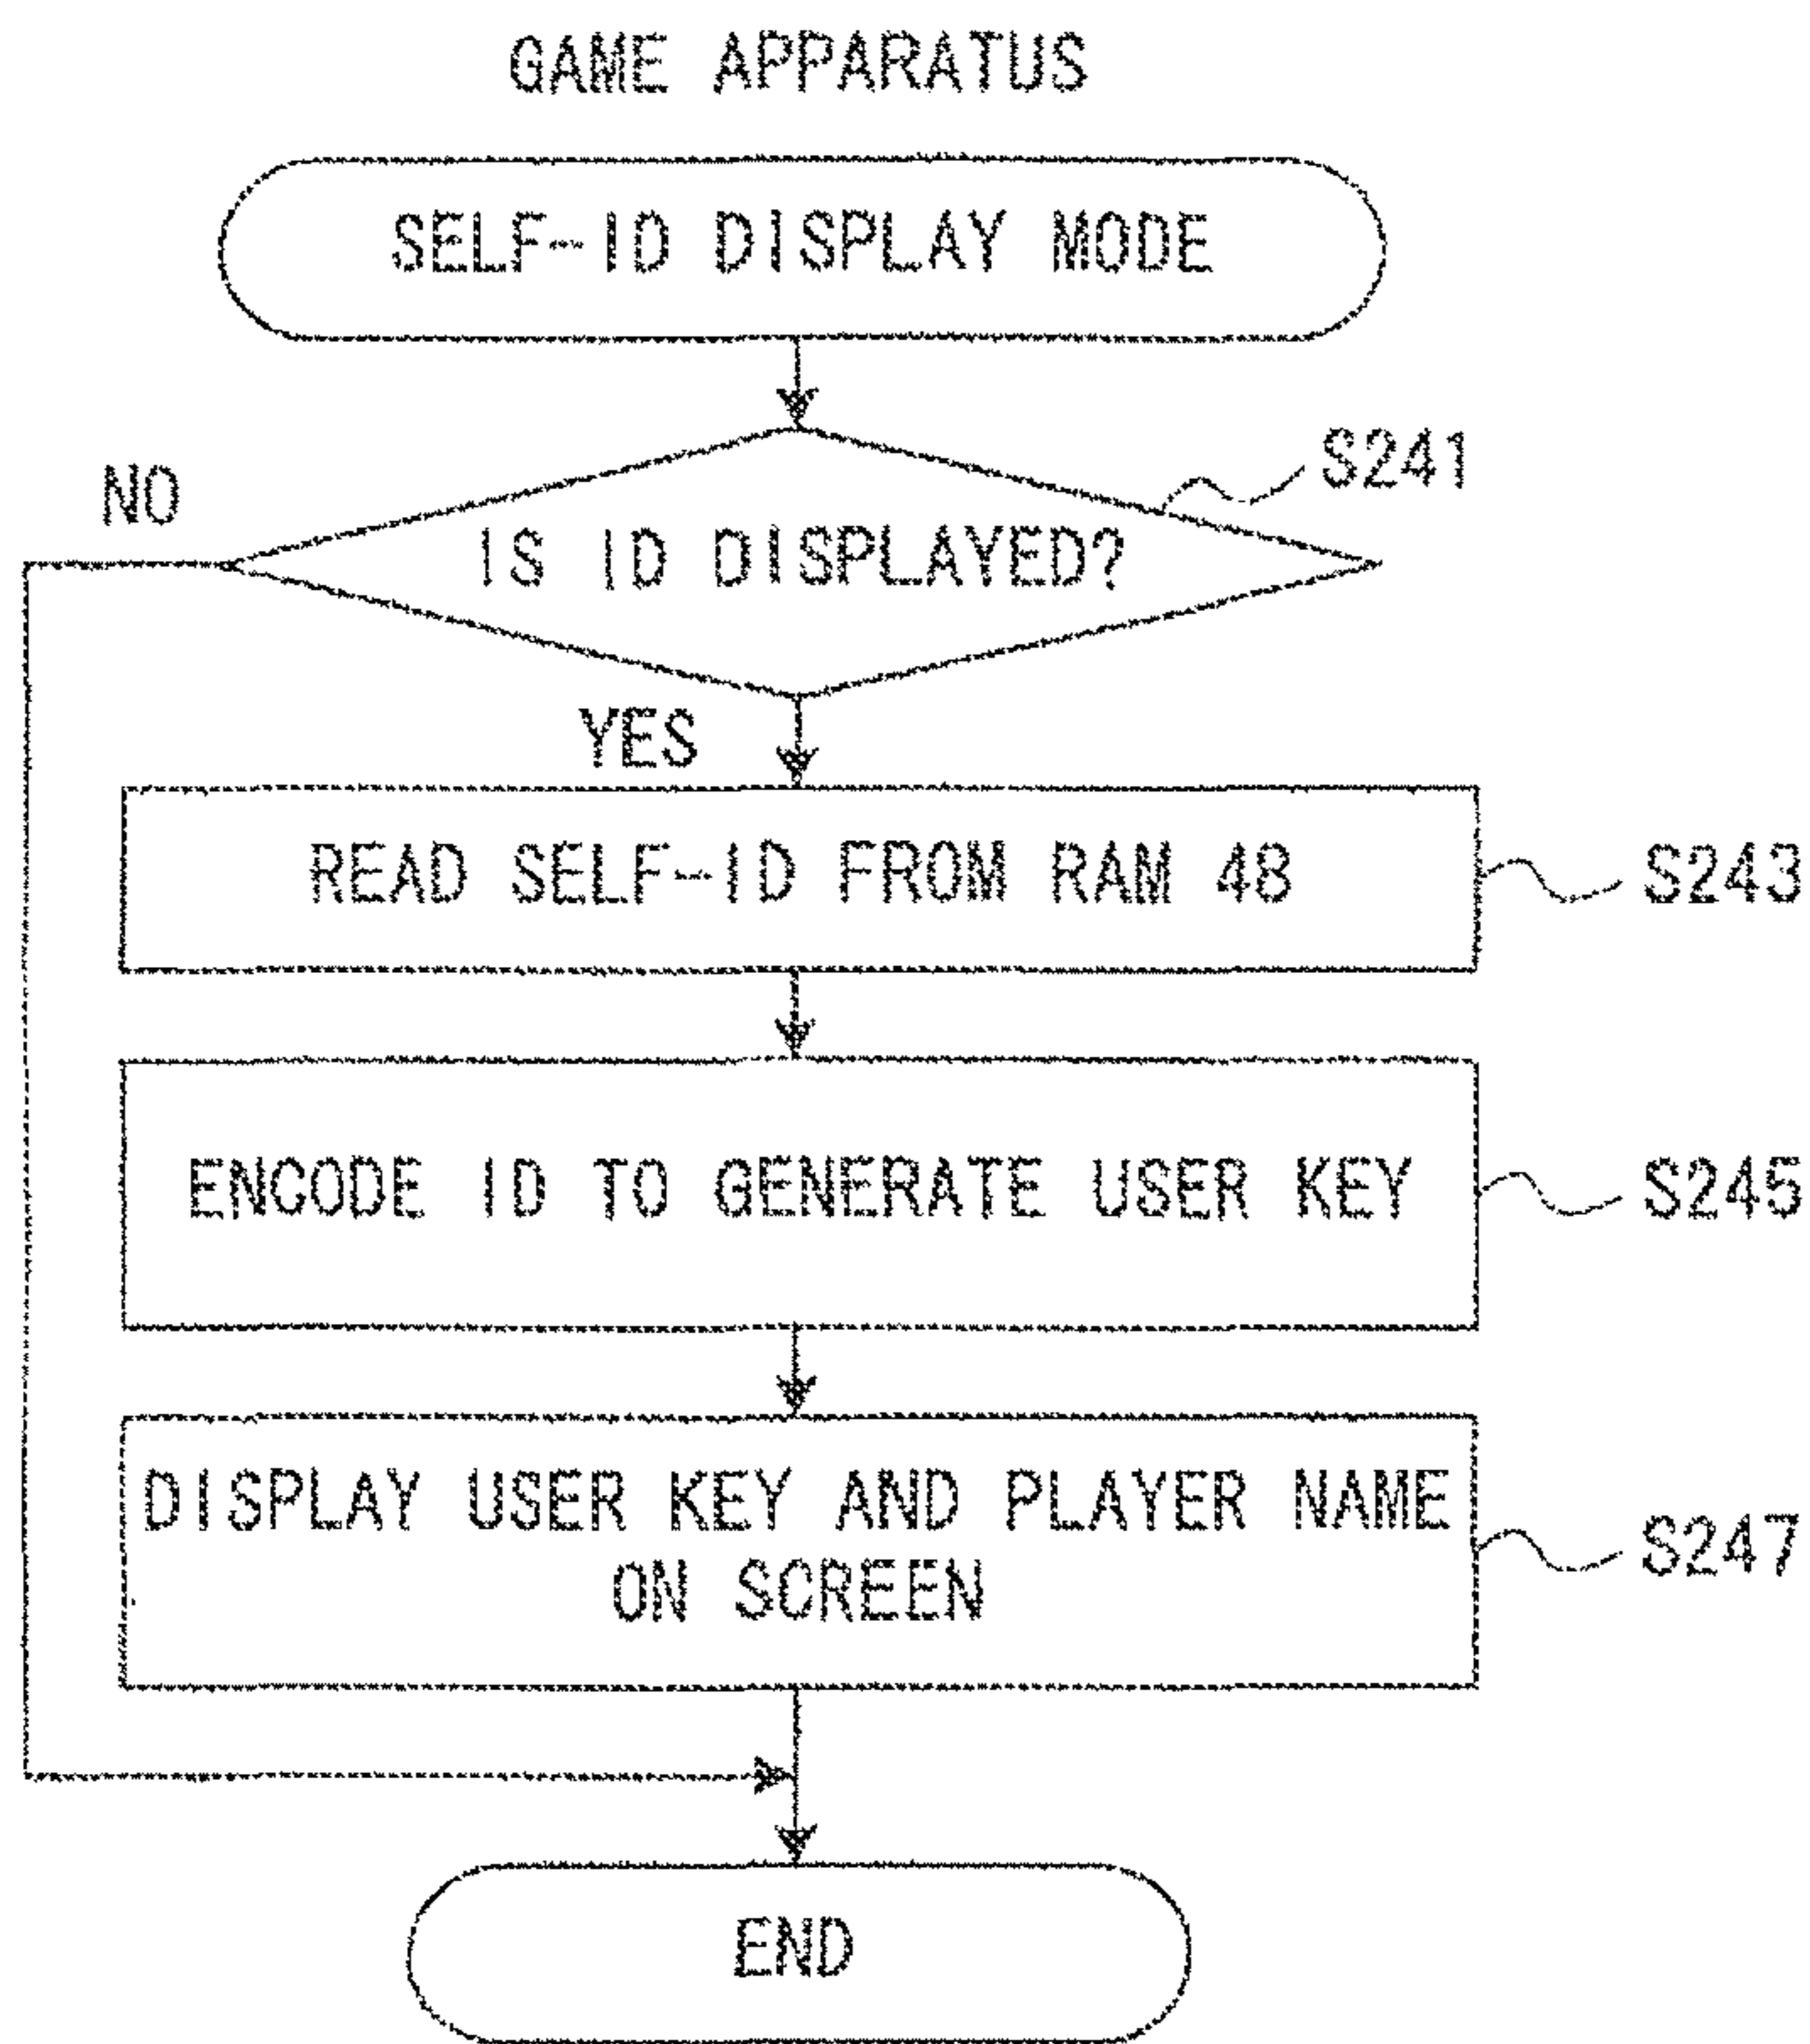 GAME APPARATUS
SELF-ID DISPLAY MODE
S241
NO
IS ID DISPLAYED?
YES
READ SELF-ID FROM RAM 48
S243
ENCODE ID TO GENERATE USER KEY
S245
DISPLAY USER KEY AND PLAYER NAME
ON SCREEN
S247
END